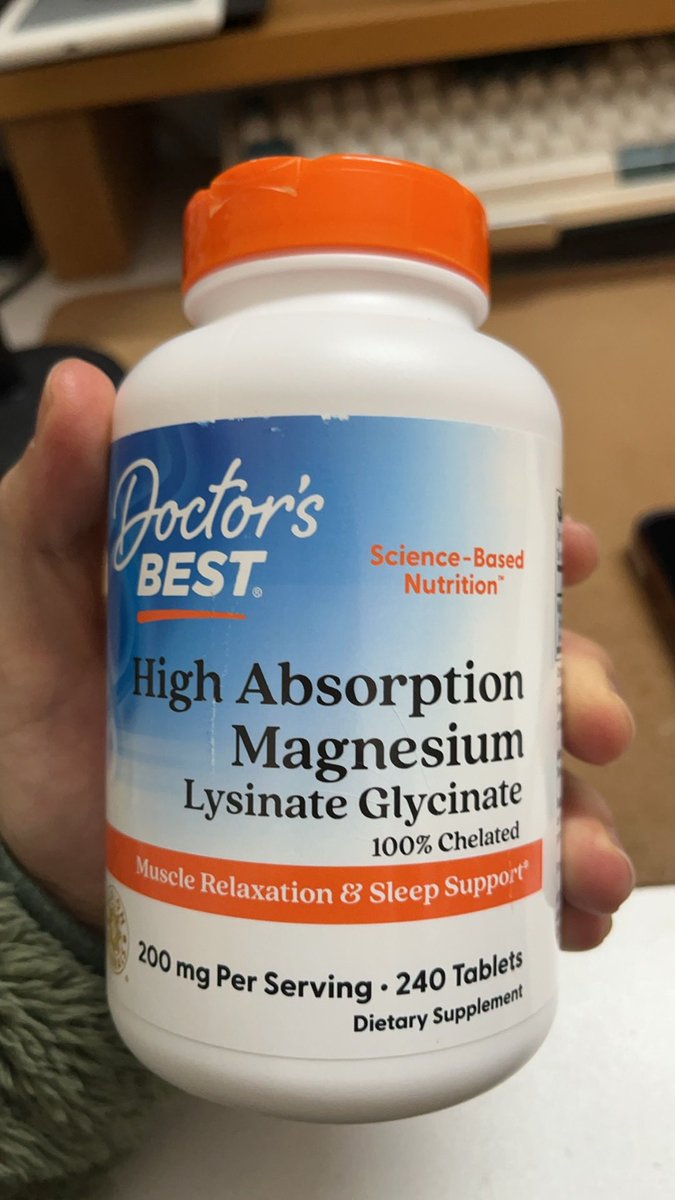 Doctor's
BEST®
Science-Based
Nutrition™
High Absorption
Magnesium
Lysinate Glycinate
100% Chelated
Muscle Relaxation & Sleep Support*
200 mg Per Serving • 240 Tablets
Dietary Supplement